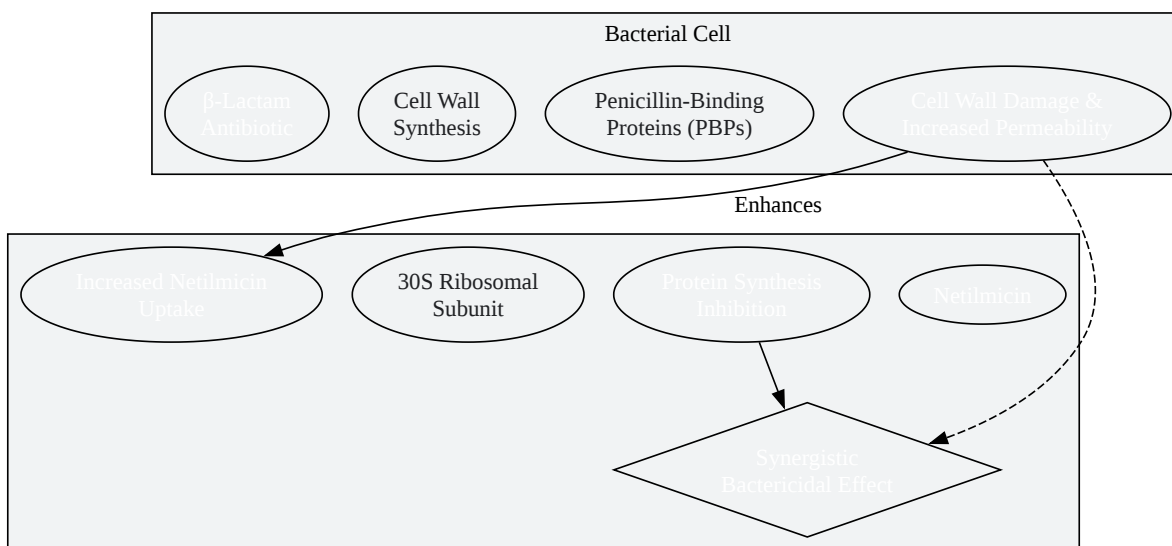 Bacterial Cell
β-Lactam
Antibiotic
Cell Wall
Synthesis
Penicillin-Binding
Proteins (PBPs)
Cell Wall Damage &
Increased Permeability
Enhances
Increased Netilmicin
Uptake
30S Ribosomal
Subunit
Protein Synthesis
Inhibition
Netilmicin
Synergistic
Bactericidal Effect